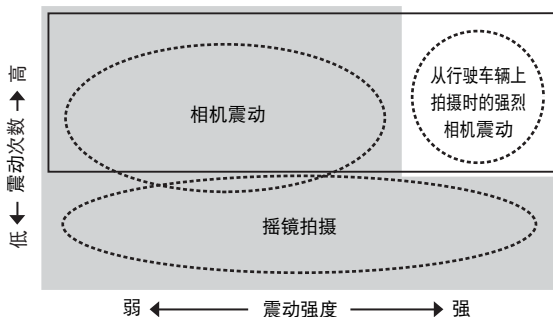 高
震动次数
低
相机震动
从行驶车辆上
拍摄时的强烈
相机震动
摇镜拍摄
弱
震动强度
强